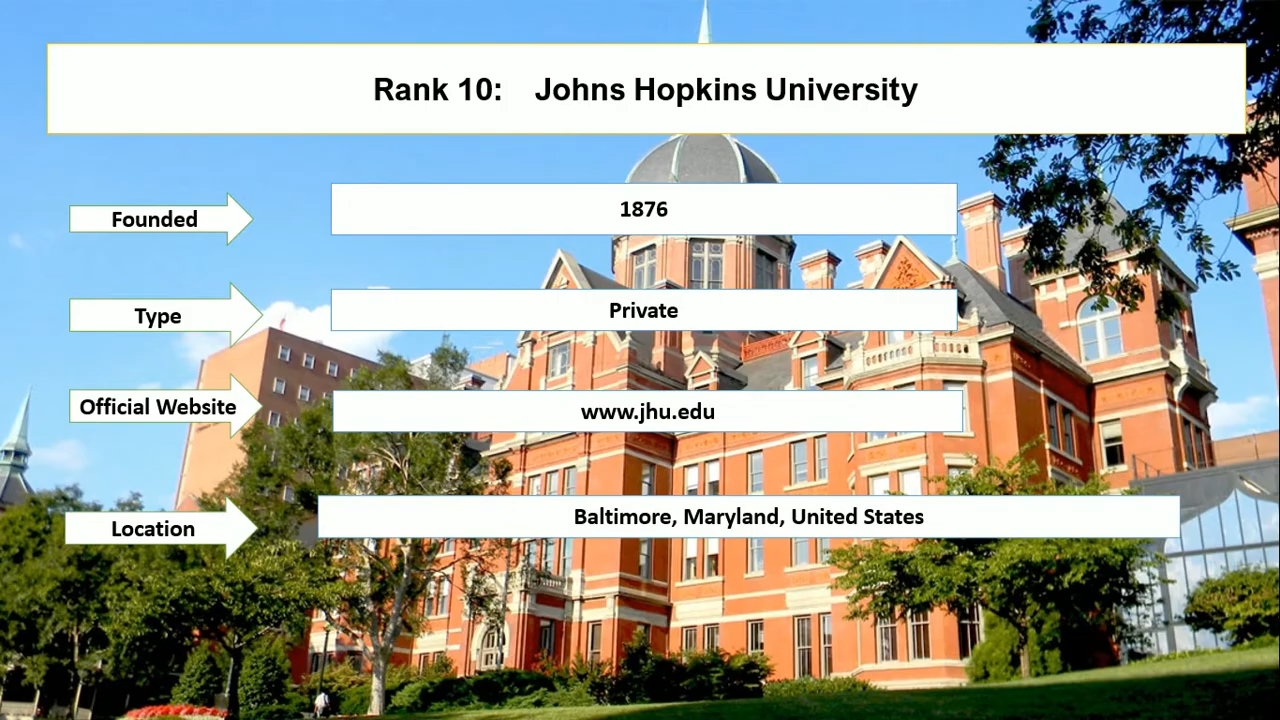 Rank 10: Johns Hopkins University
Founded
1876
Type
Private
Official Website
www.jhu.edu
Location
Baltimore, Maryland, United States